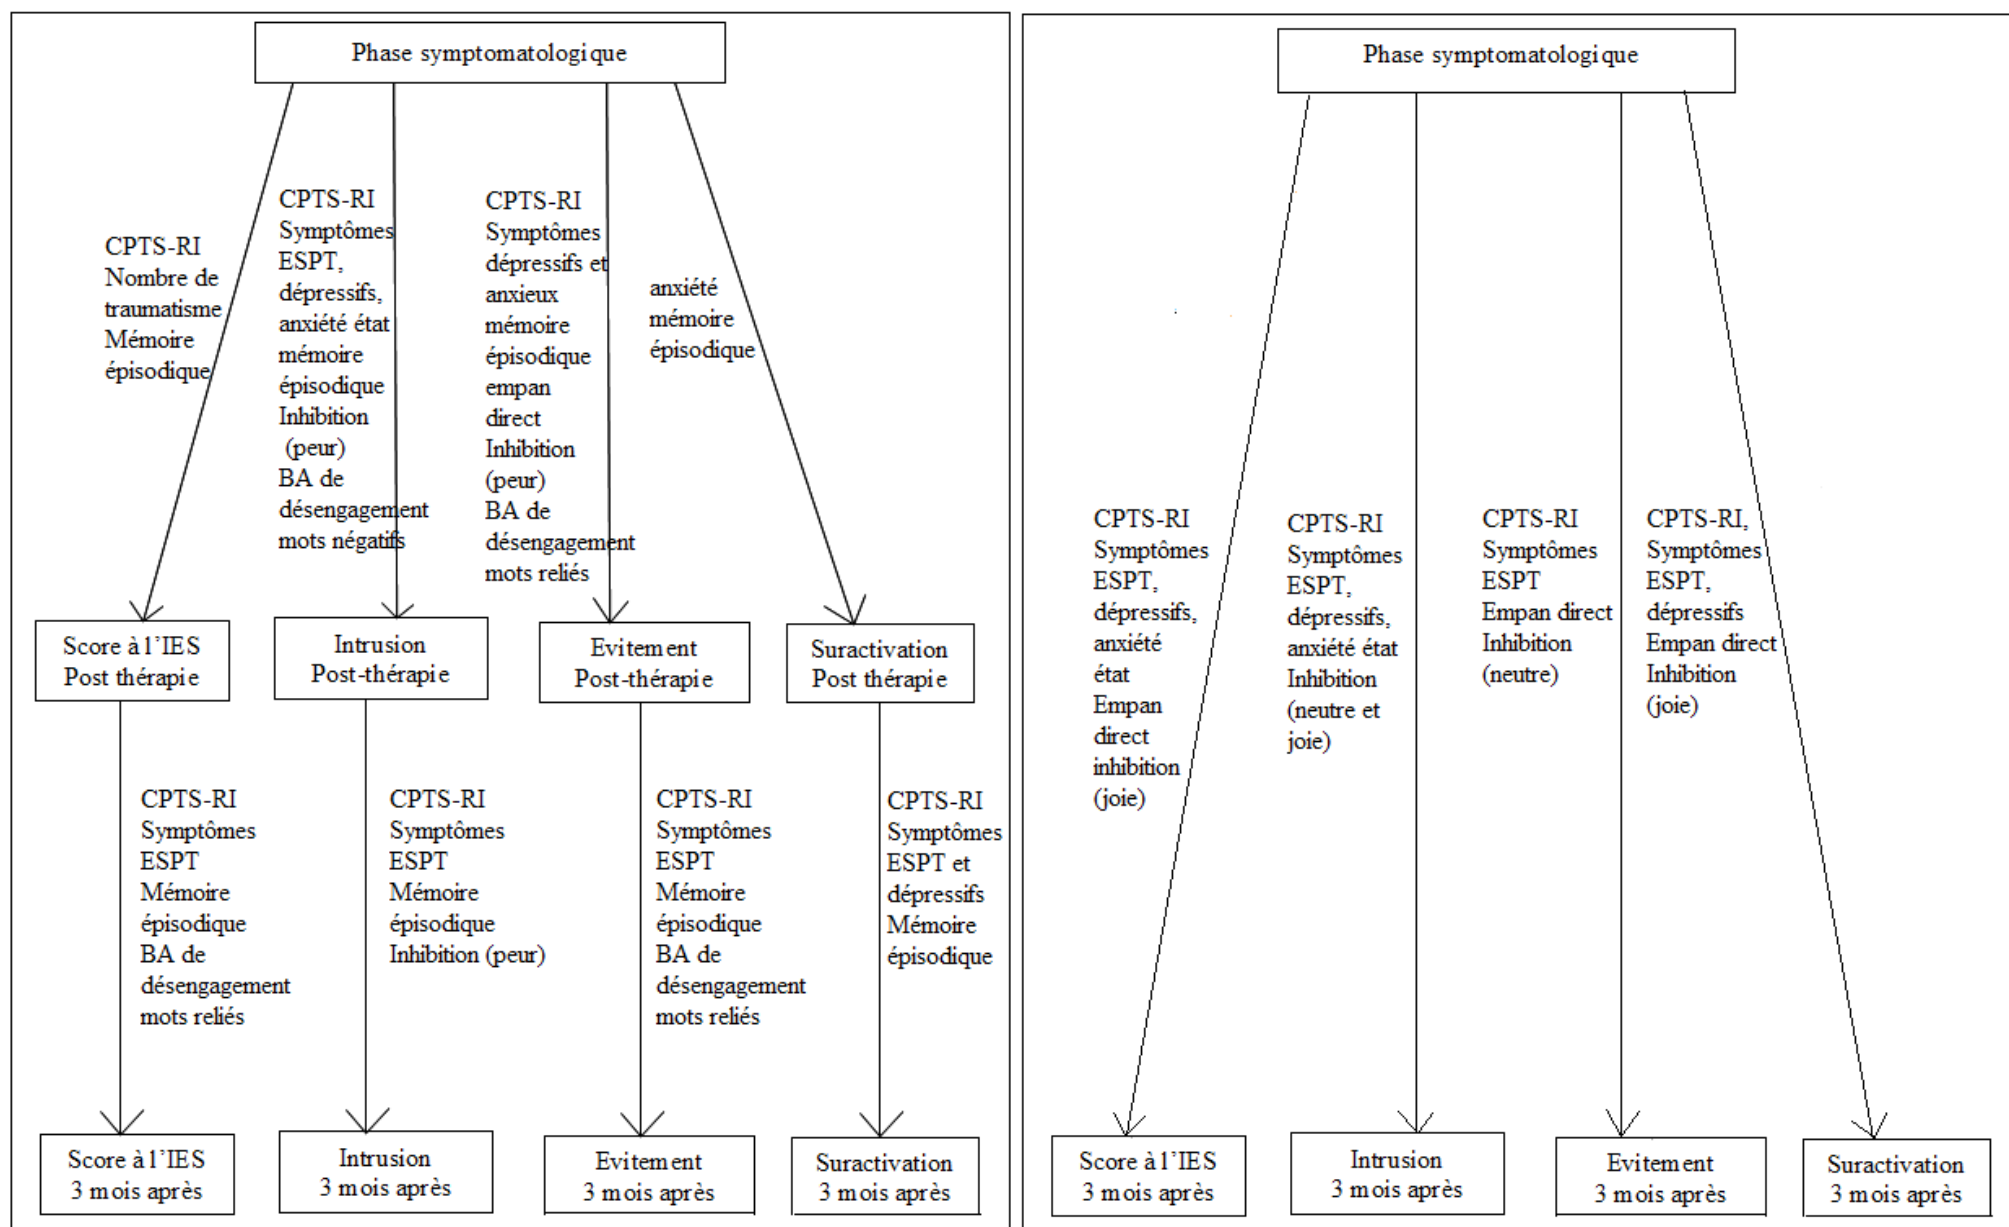 Phase symptomatologique
CPTS-RI
Nombre de
traumatisme
Mémoire
épisodique
CPTS-RI
Symptômes
ESPT,
dépressifs,
anxiété état
mémoire
épisodique
Inhibition
(peur)
BA de
désengagement
mots négatifs
CPTS-RI
Symptômes
dépressifs et
anxieux
mémoire
épisodique
empan
direct
Inhibition
(peur)
BA de
désengagement
mots reliés
anxiété
mémoire
épisodique
Score à l'IES
Post thérapie
Intrusion
Post-thérapie
Evitement
Post-thérapie
Suractivation
Post thérapie
CPTS-RI
Symptômes
ESPT
Mémoire
épisodique
BA de
désengagement
mots reliés
CPTS-RI
Symptômes
ESPT
Mémoire
épisodique
Inhibition (peur)
CPTS-RI
Symptômes
ESPT
Mémoire
épisodique
BA de
désengagement
mots reliés
CPTS-RI
Symptômes
ESPT et
dépressifs
Mémoire
épisodique
Score à l'IES
3 mois après
Intrusion
3 mois après
Evitement
3 mois après
Suractivation
3 mois après
Phase symptomatologique
CPTS-RI
Symptômes
ESPT,
dépressifs,
anxiété
état
Empan
direct
inhibition
(joie)
CPTS-RI
Symptômes
ESPT,
dépressifs,
anxiété état
Inhibition
(neutre et
joie)
CPTS-RI
Symptômes
ESPT
Empan direct
Inhibition
(neutre)
CPTS-RI,
Symptômes
ESPT,
dépressifs
Empan direct
Inhibition
(joie)
Score à l'IES
3 mois après
Intrusion
3 mois après
Evitement
3 mois après
Suractivation
3 mois après